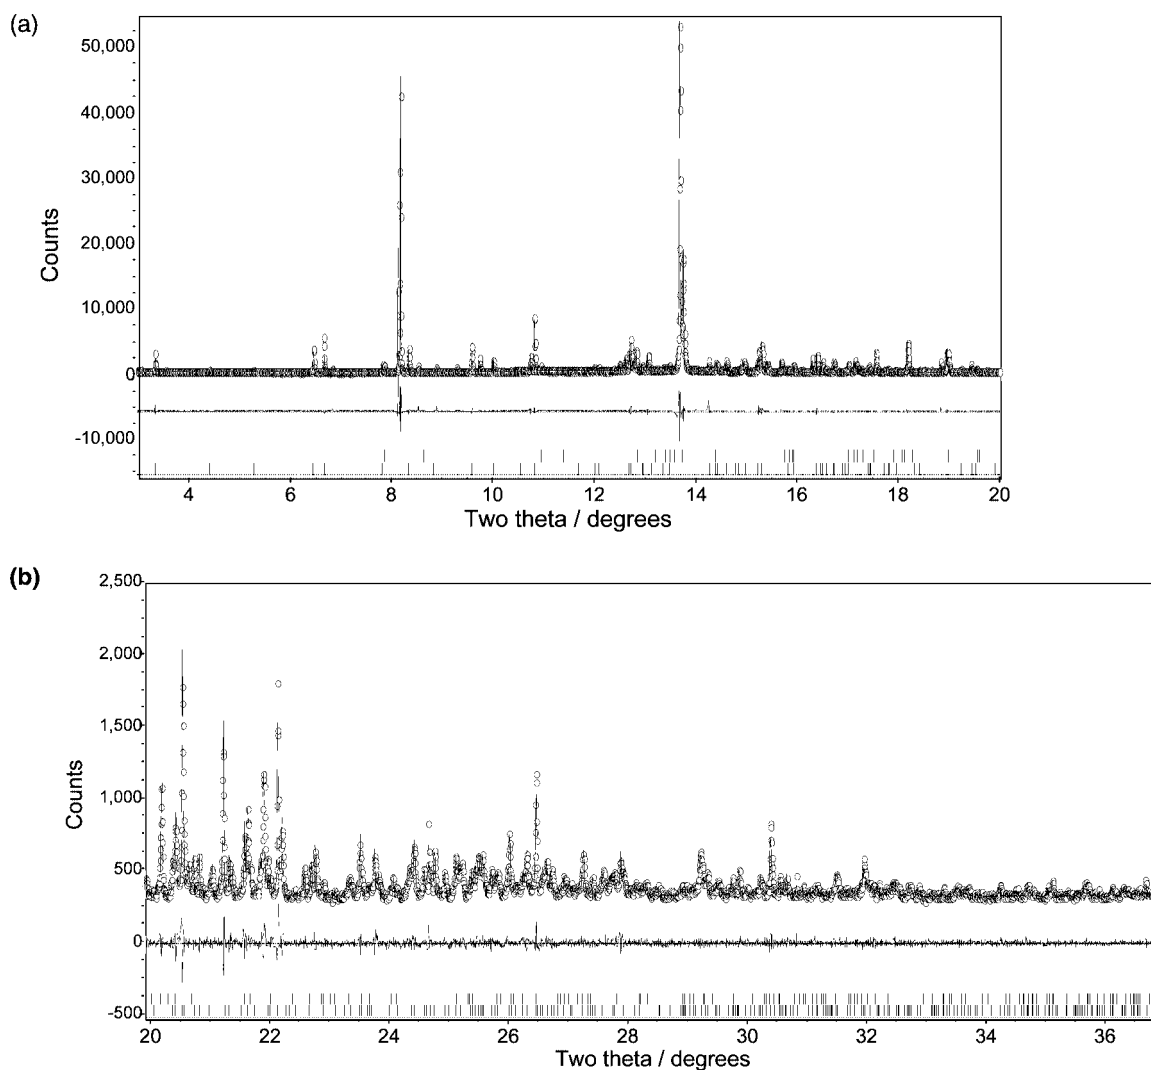 (a)
50,000
40,000
30,000
20,000
10,000
0
-10,000
Counts
4 6 8 10 12 14 16 18 20
Two theta / degrees
(b)
2,500
2,000
1,500
1,000
500
0
-500
Counts
20 22 24 26 28 30 32 34 36
Two theta / degrees